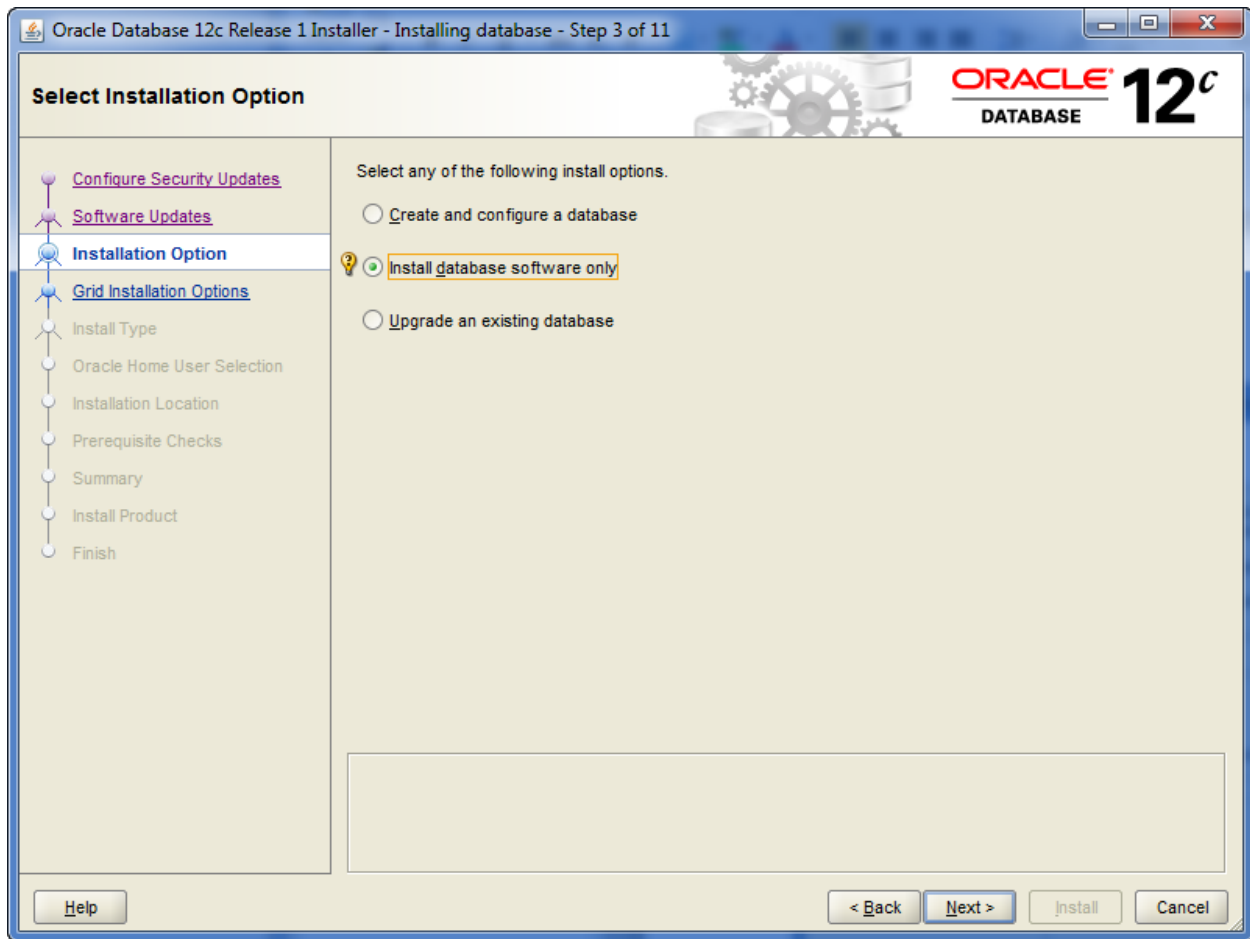 Oracle Database 12c Release 1 Installer - Installing database - Step 3 of 11
Select Installation Option
ORACLE
DATABASE
12c
Configure Security Updates
Software Updates
Installation Option
Grid Installation Options
Install Type
Oracle Home User Selection
Installation Location
Prerequisite Checks
Summary
Install Product
Finish
Select any of the following install options.
Create and configure a database
Install database software only
Upgrade an existing database
Help
< Back
Next >
Install
Cancel